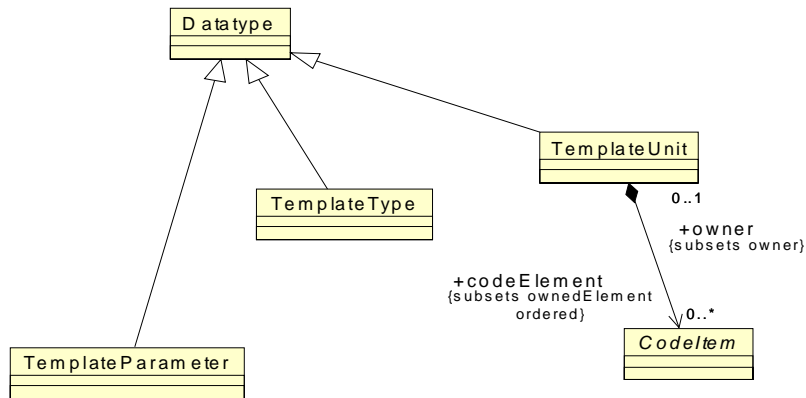 Datatype
TemplateUnit
0..1
TemplateType
+owner
{subsets owner}
+codeElement
{subsets ownedElement
ordered}
0..*
CodeItem
TemplateParameter